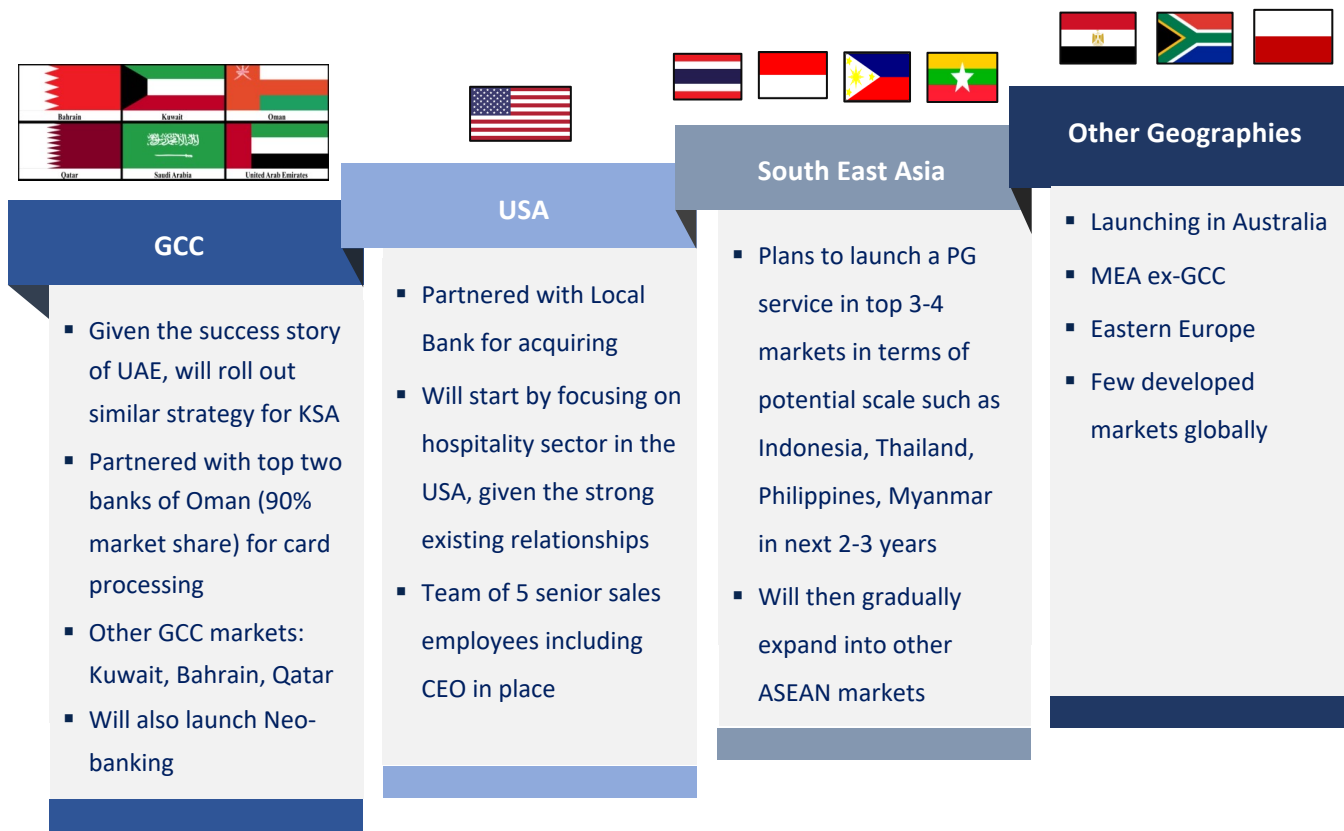 Bahrain
Kuwait
Oman
Qatar
Saudi Arabia
United Arab Emirates
GCC
▪ Given the success story
of UAE, will roll out
similar strategy for KSA
▪ Partnered with top two
banks of Oman (90%
market share) for card
processing
▪ Other GCC markets:
Kuwait, Bahrain, Qatar
▪ Will also launch Neo-
banking
USA
▪ Partnered with Local
Bank for acquiring
▪ Will start by focusing on
hospitality sector in the
USA, given the strong
existing relationships
▪ Team of 5 senior sales
employees including
CEO in place
South East Asia
▪ Plans to launch a PG
service in top 3-4
markets in terms of
potential scale such as
Indonesia, Thailand,
Philippines, Myanmar
in next 2-3 years
▪ Will then gradually
expand into other
ASEAN markets
Other Geographies
▪ Launching in Australia
▪ MEA ex-GCC
▪ Eastern Europe
▪ Few developed
markets globally